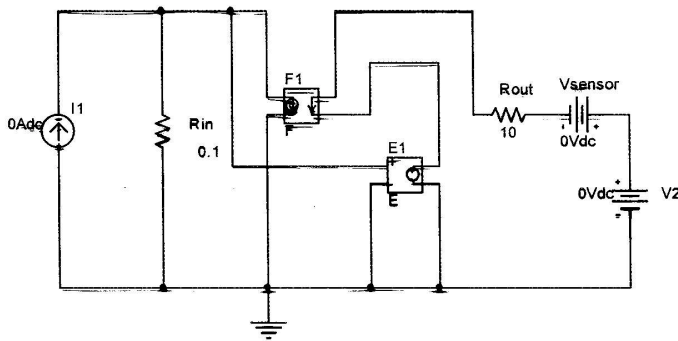 F1
I1
0Adc
Rin
0.1
F
Rout
10
Vsensor
0Vdc
E1
E
0Vdc
V2